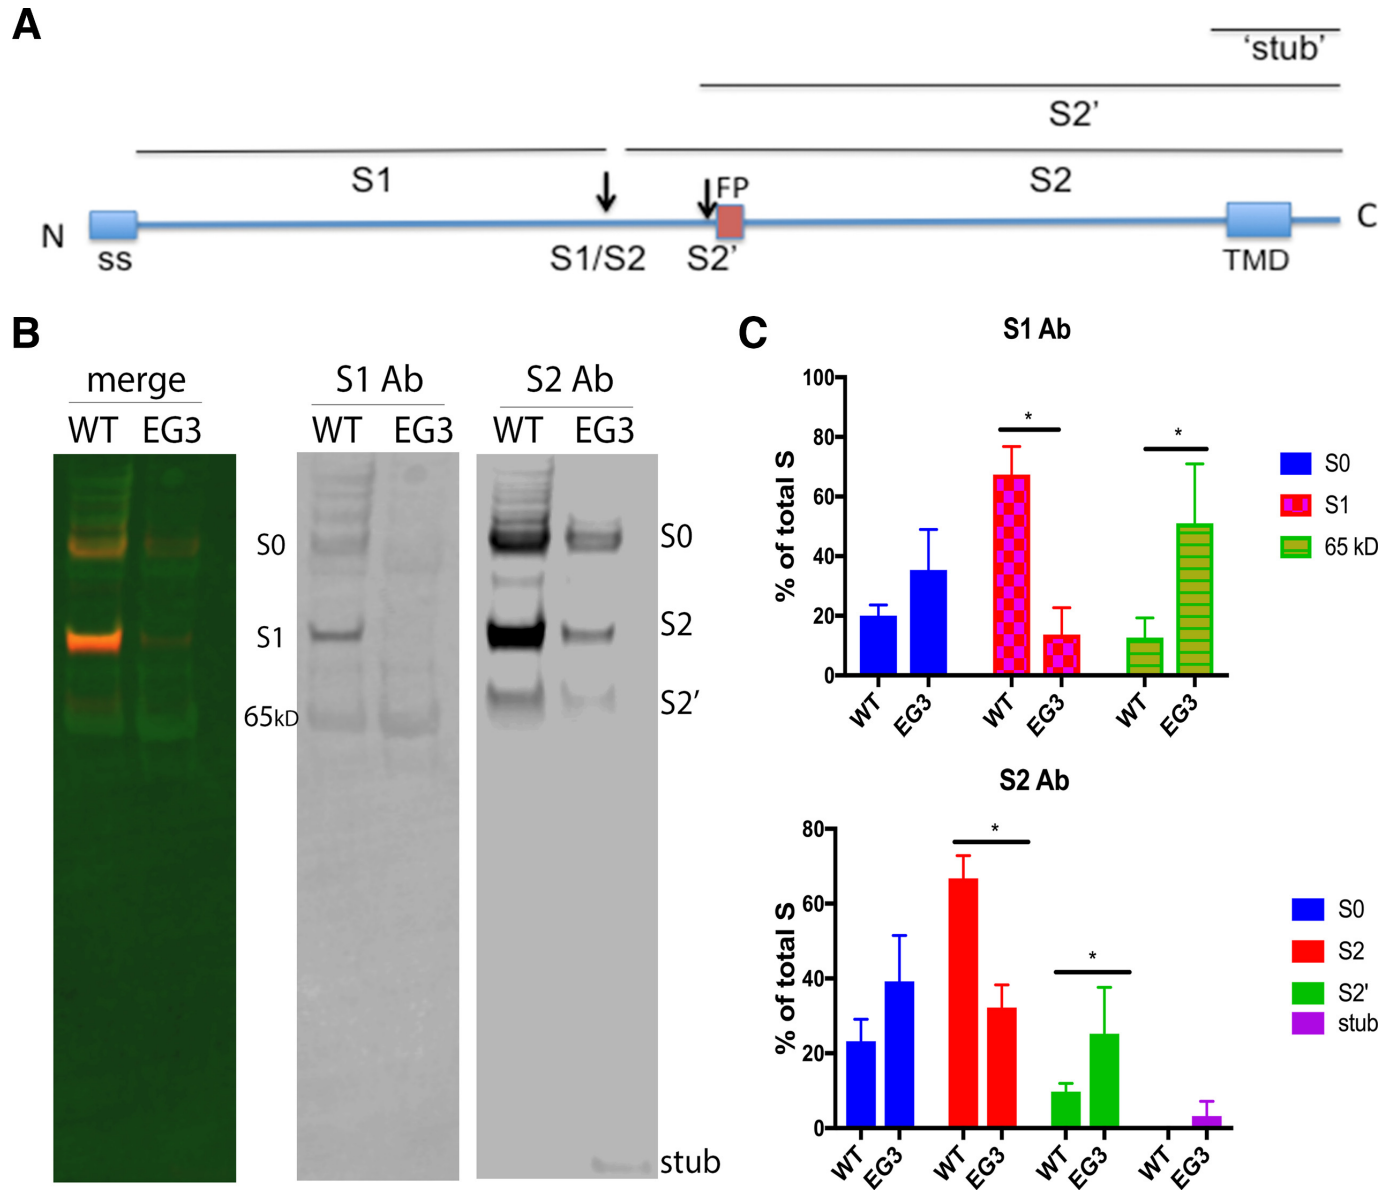 A
'stub'
S2'
S1
S2
FP
N
C
ss
S1/S2
S2'
TMD
B
merge
S1 Ab
S2 Ab
WT EG3
WT EG3
WT EG3
S0
S1
65kD
S0
S2
S2'
stub
C
S1 Ab
% of total S
100
80
60
40
20
0
*
*
WT
EG3
WT
EG3
WT
EG3
S0
S1
65 kD
S2 Ab
% of total S
80
60
40
20
0
*
*
WT
EG3
WT
EG3
WT
EG3
WT
EG3
S0
S2
S2'
stub